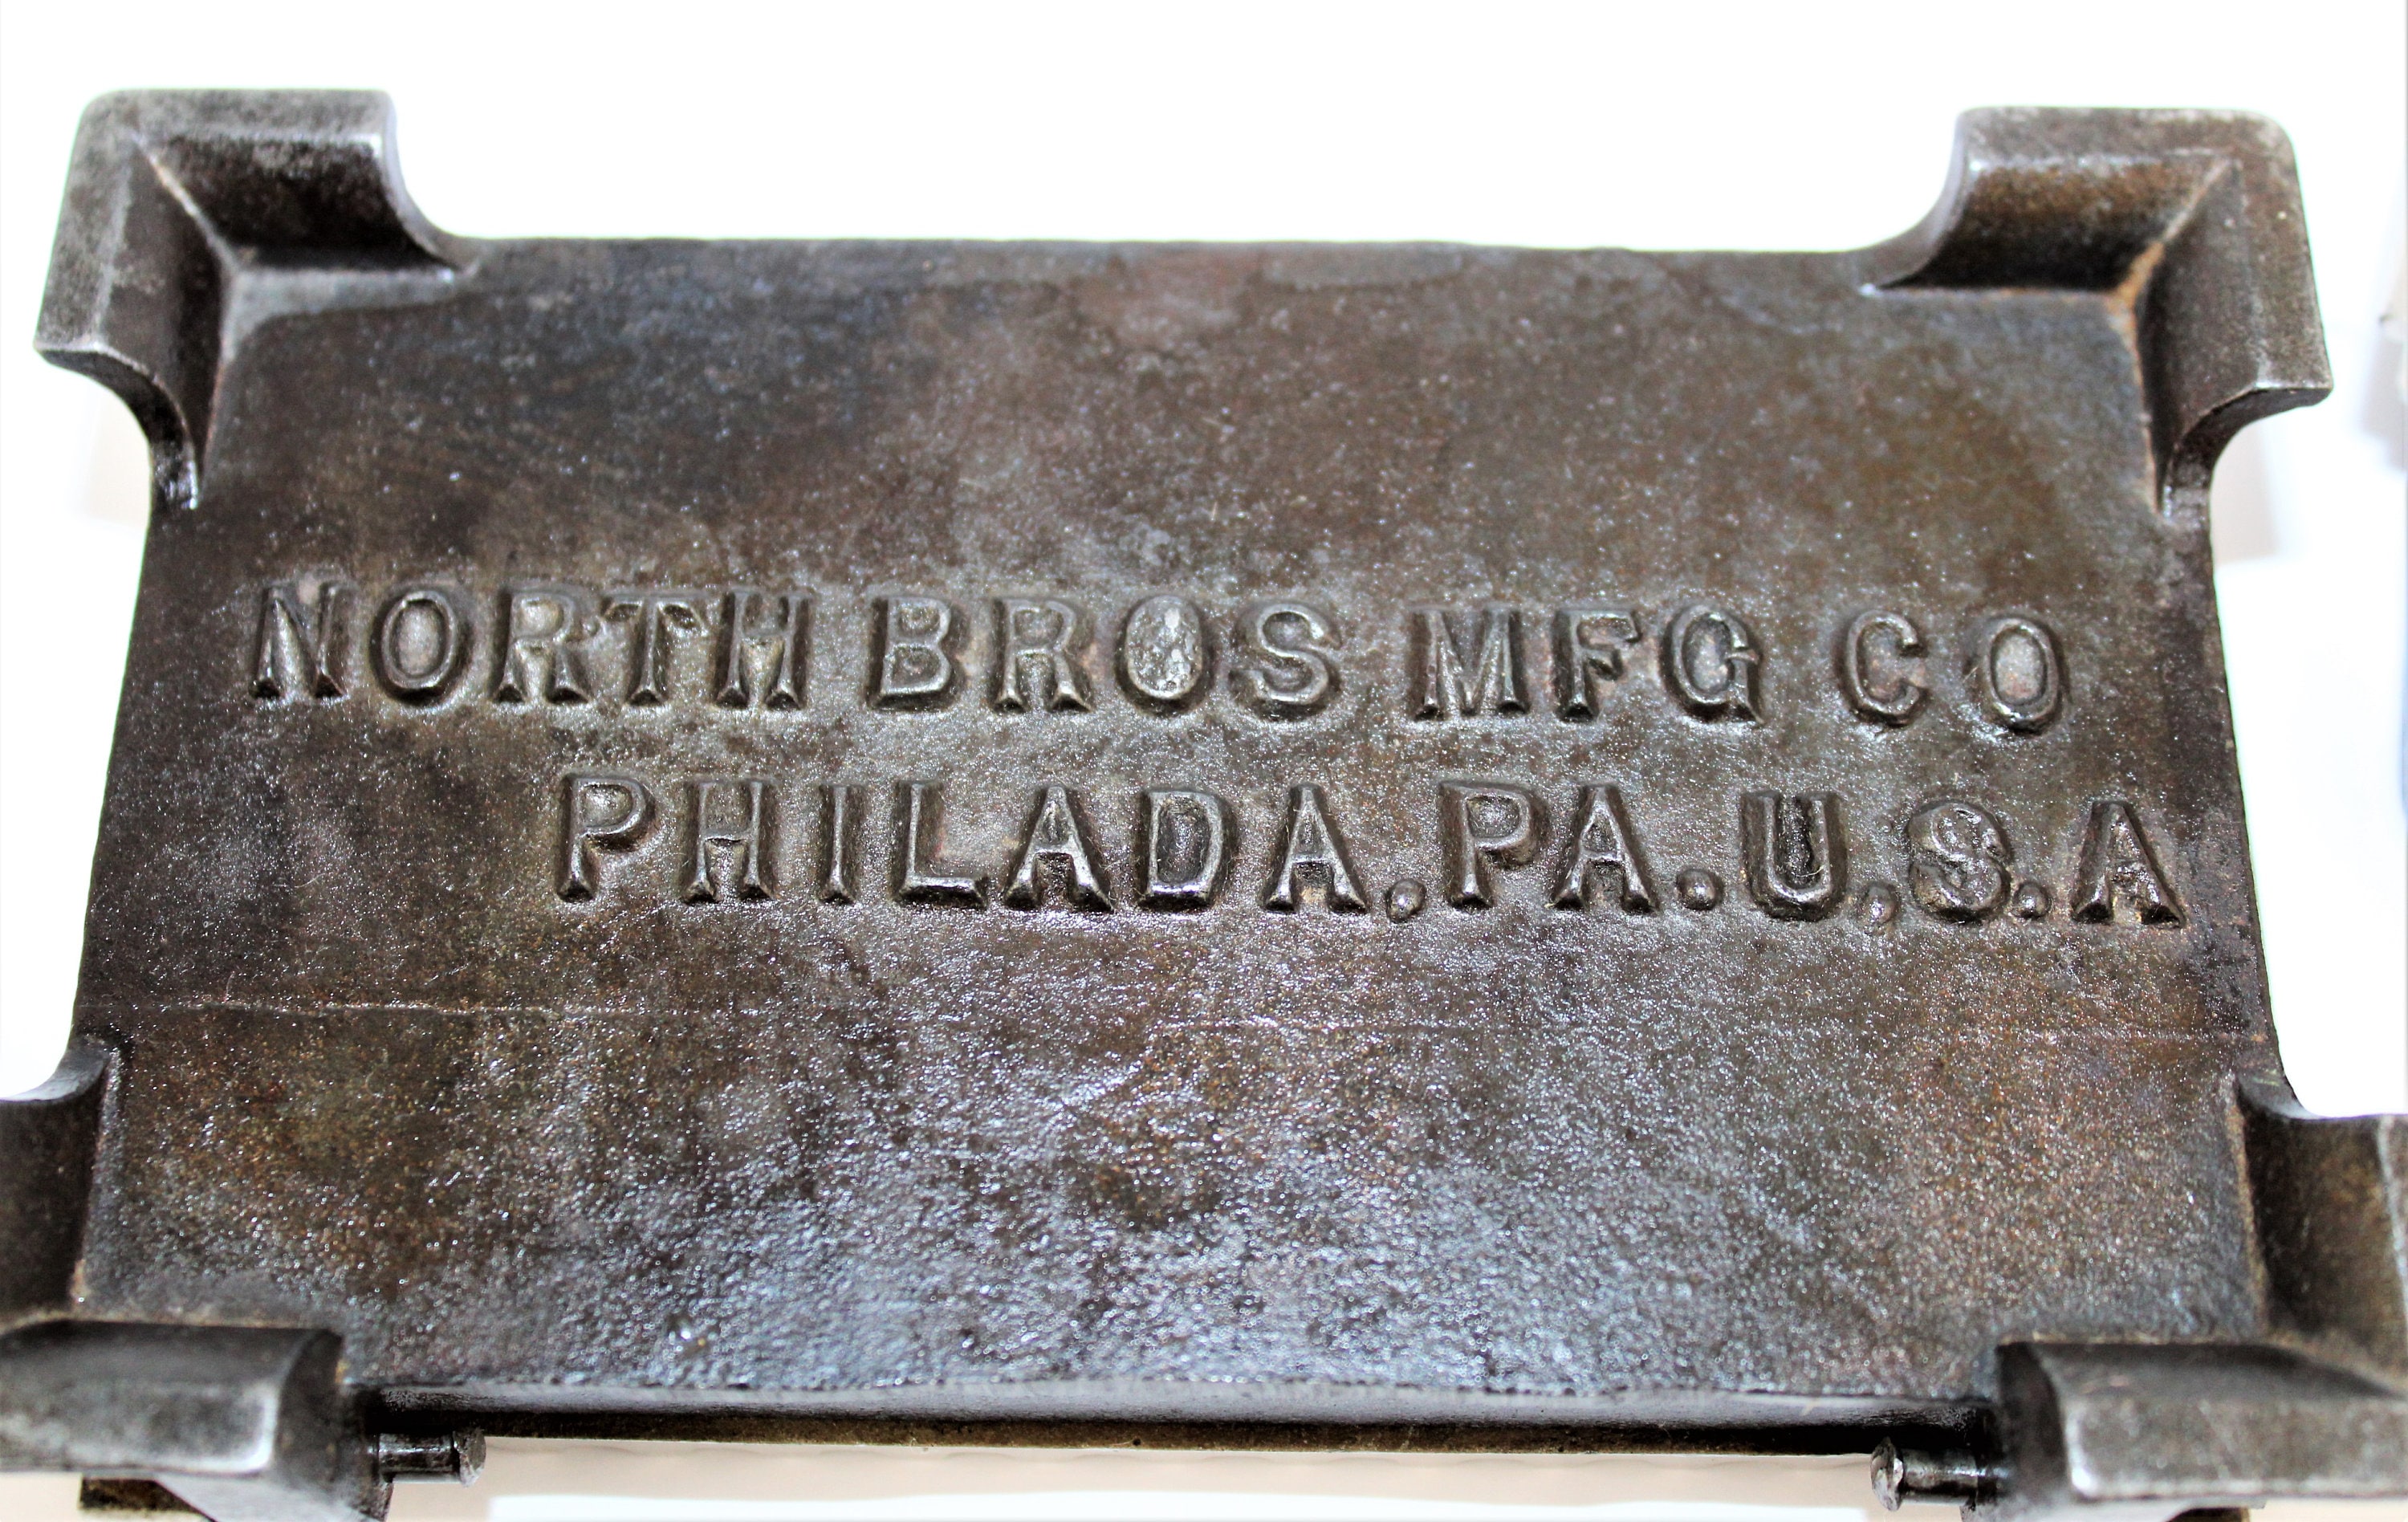 NORTH BROS MFG CO
PHILADA. PA. U.S.A